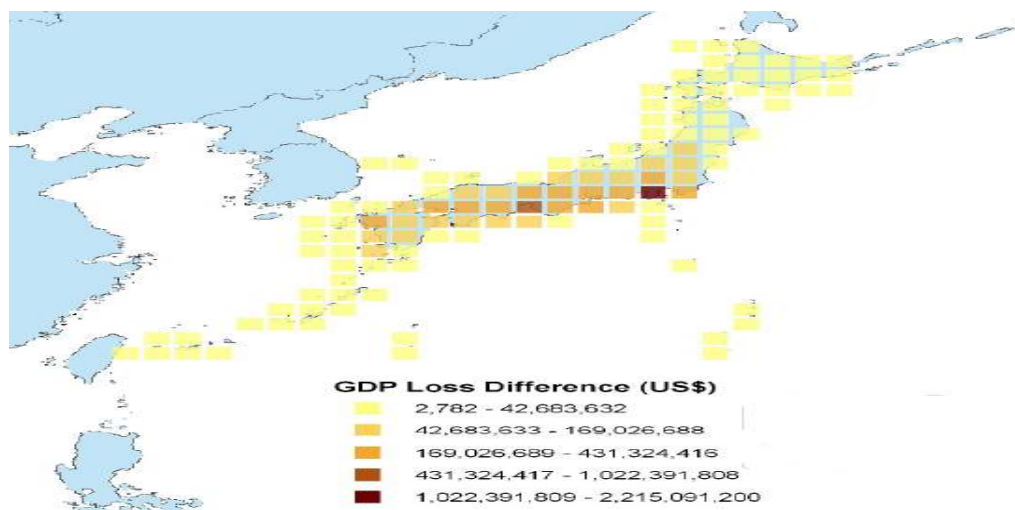 GDP Loss Difference (US$)
2,782 - 42,683,632
42,683,633 - 169,026,688
169,026,689 - 431,324,416
431,324,417 - 1,022,391,808
1,022,391,809 - 2,215,091,200